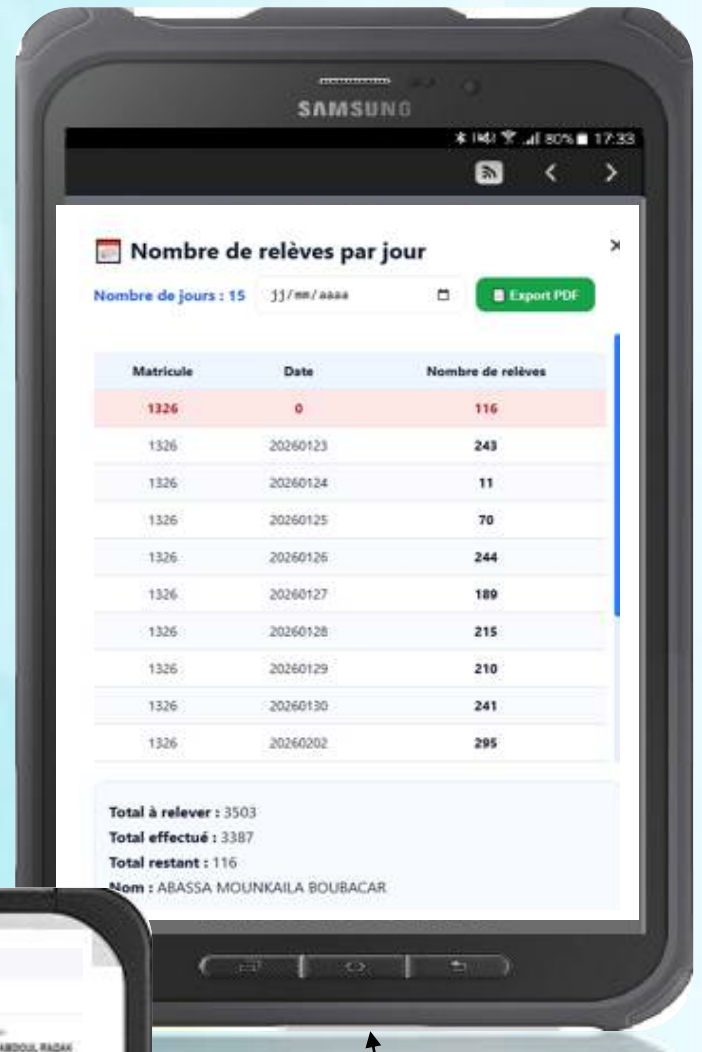 SAMSUNG
80% 17:33
Nombre de relèves par jour ×
Nombre de jours : 15 jj/mm/aaaa Export PDF
Matricule Date Nombre de relèves
1326 0 116
1326 20260123 243
1326 20260124 11
1326 20260125 70
1326 20260126 244
1326 20260127 189
1326 20260128 215
1326 20260129 210
1326 20260130 241
1326 20260202 295
Total à relever : 3503
Total effectué : 3387
Total restant : 116
Nom : ABASSA MOUNKAILA BOUBACAR
ABDOUL RAZAK